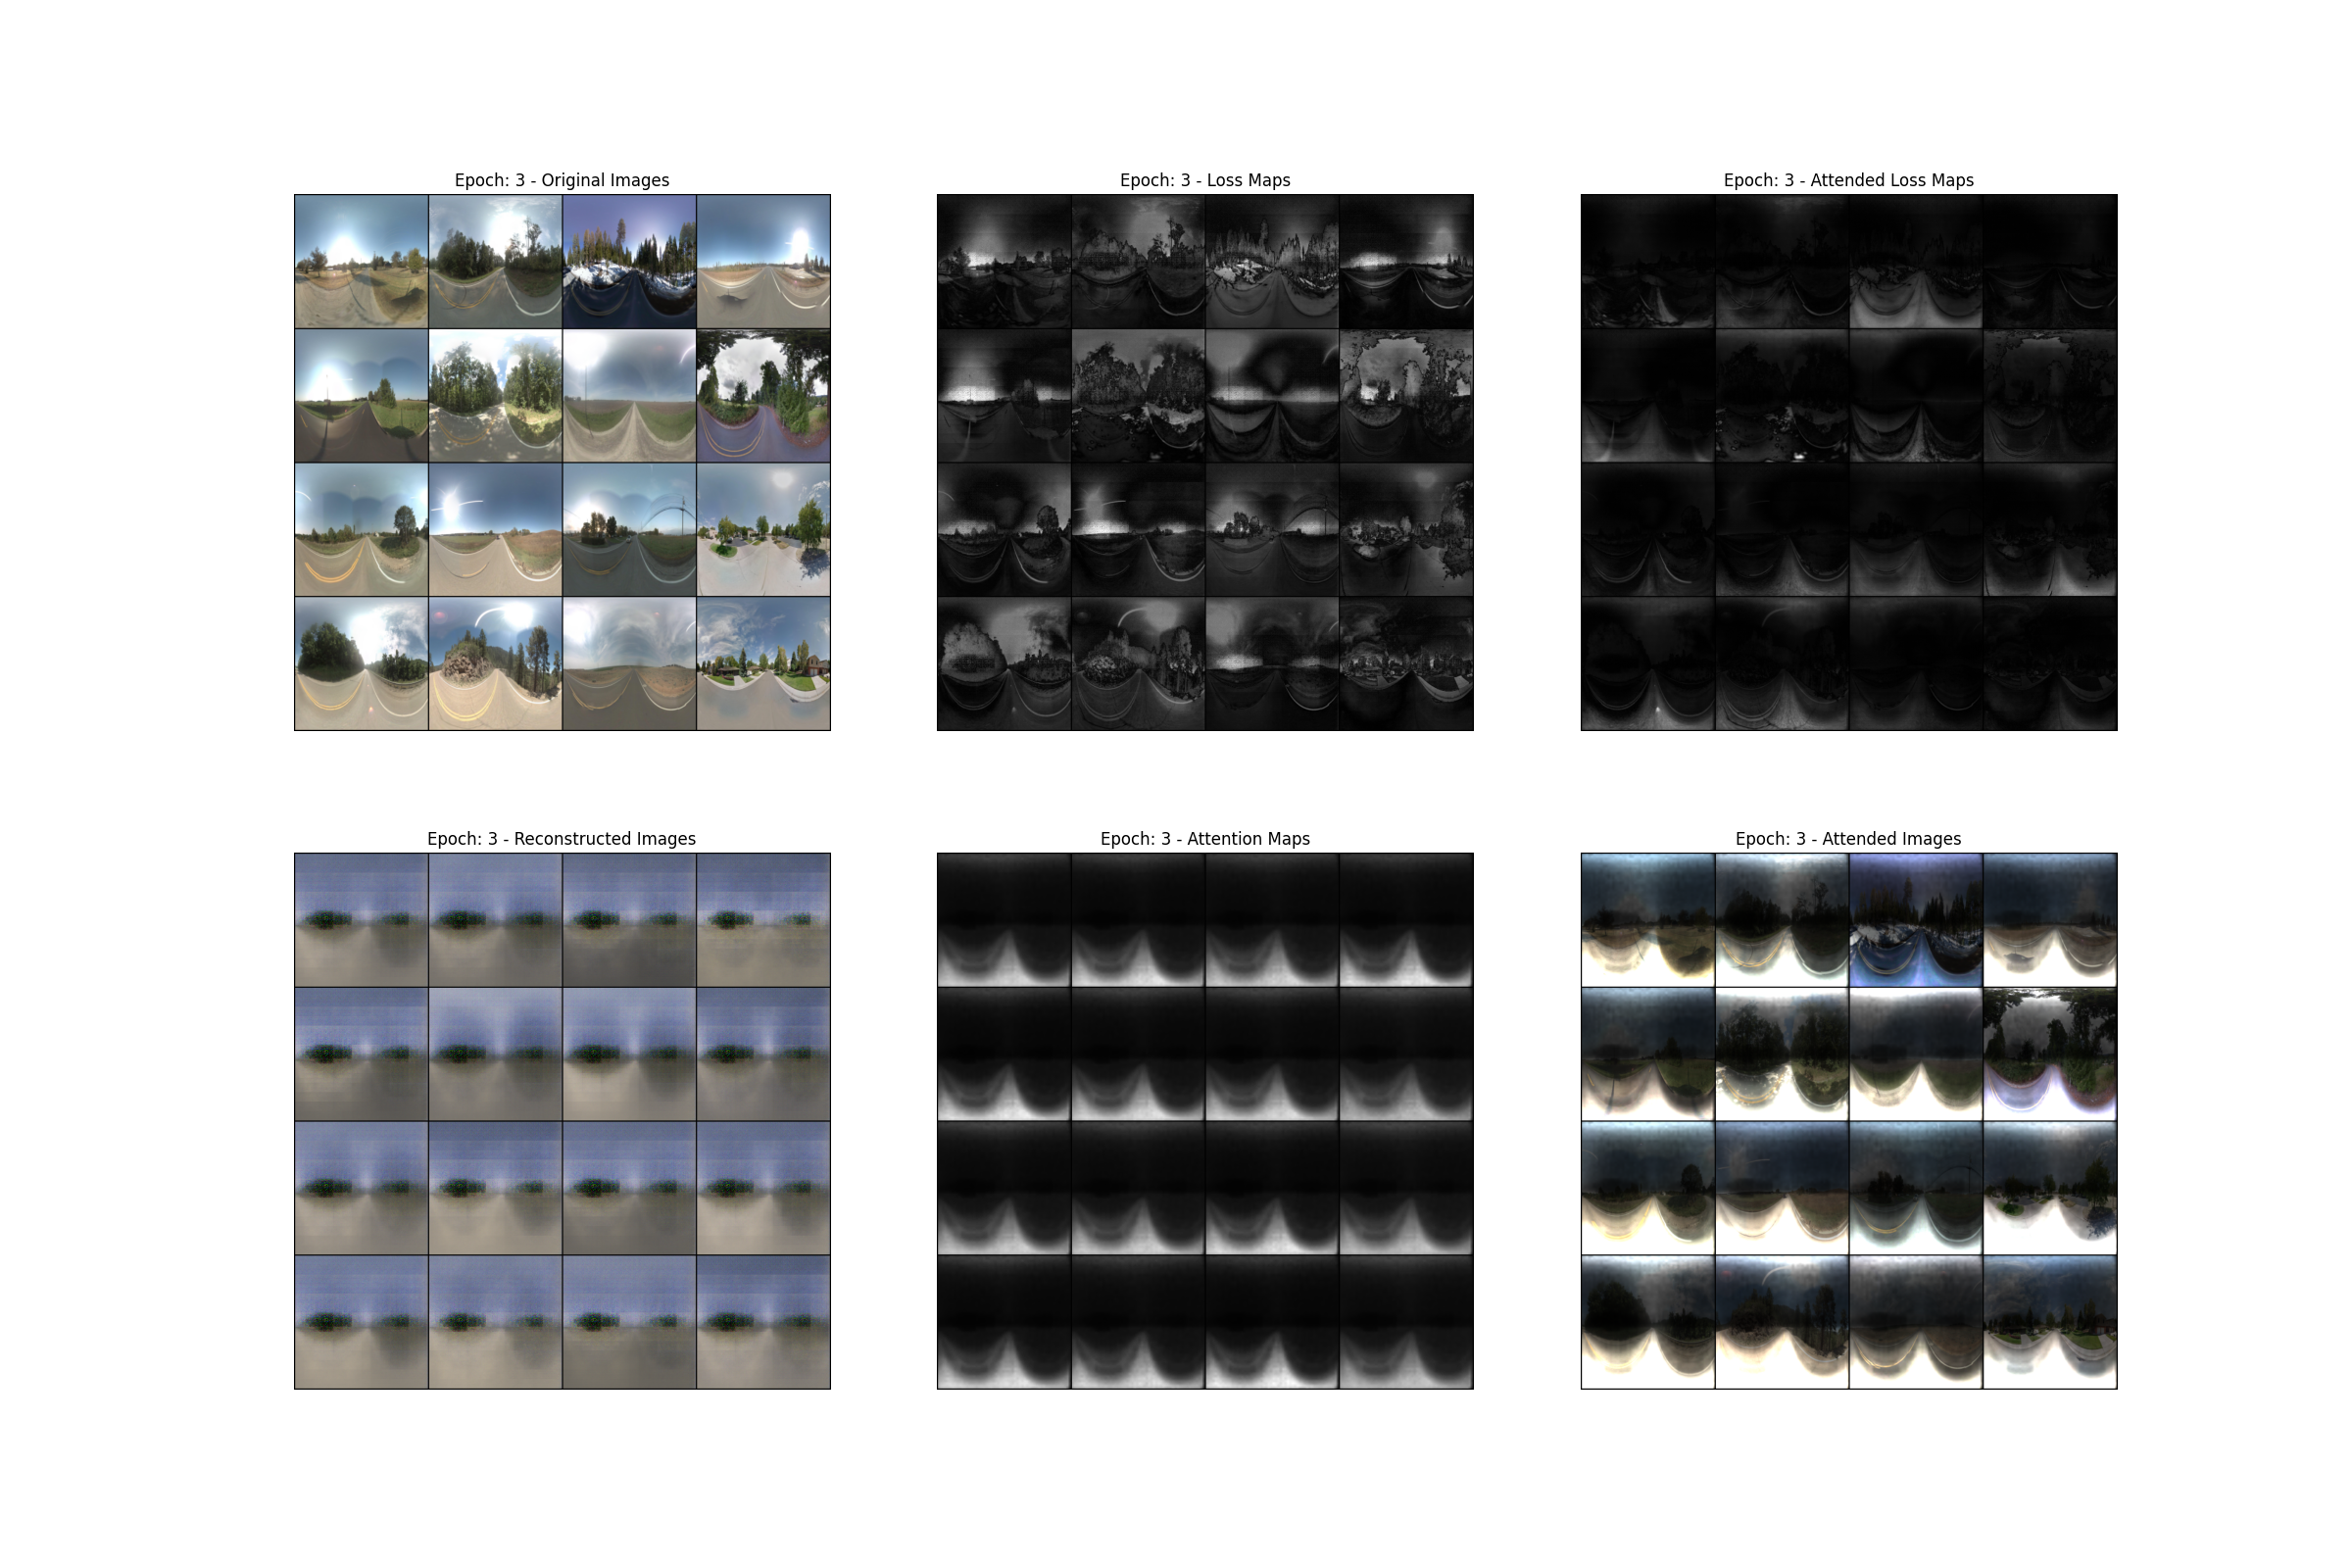 Epoch: 3 - Original Images
Epoch: 3 - Loss Maps
Epoch: 3 - Attended Loss Maps
Epoch: 3 - Reconstructed Images
Epoch: 3 - Attention Maps
Epoch: 3 - Attended Images